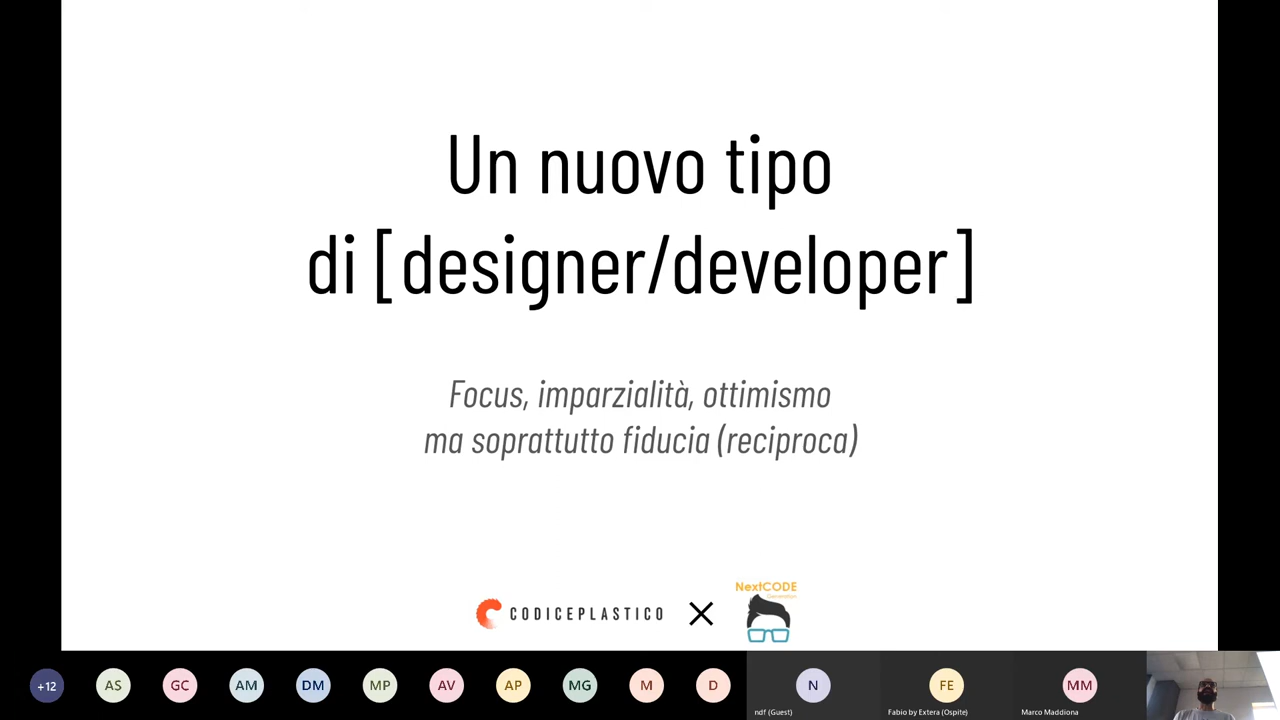 Un nuovo tipo
di [designer/developer]
Focus, imparzialità, ottimismo
ma soprattutto fiducia (reciproca)
CODICEPLASTICO
NextCODE
Generation
+12
AS
GC
AM
DM
MP
AV
AP
MG
M
D
N
ndf (Guest)
FE
Fabio by Extera (Ospite)
MM
Marco Maddiona